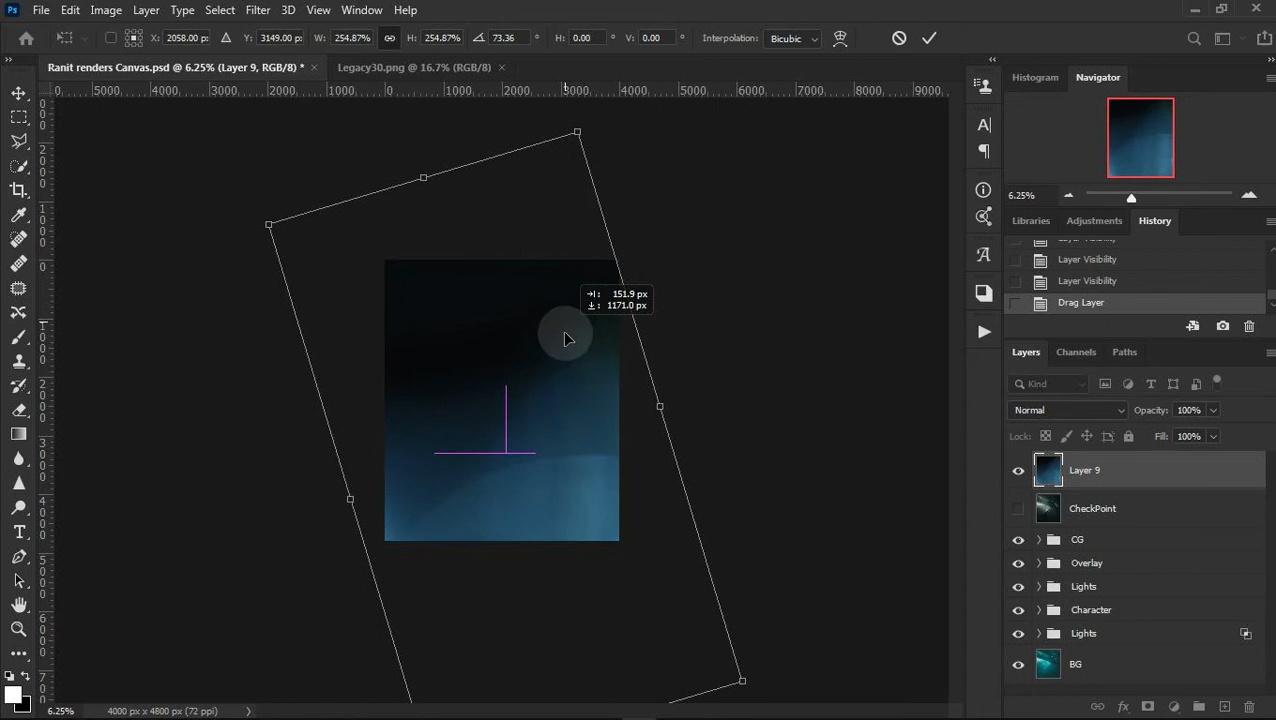 Ps File Edit Image Layer Type Select Filter 3D View Window Help
X: 2058.00 px Y: 3149.00 px W: 254.87% H: 254.87% 73.36 ° H: 0.00 ° V: 0.00 ° Interpolation: Bicubic
Ranit renders Canvas.psd @ 6.25% (Layer 9, RGB/8) * × Legacy30.png @ 16.7% (RGB/8) ×
Histogram Navigator
5000 4000 3000 2000 1000 0 1000 2000 3000 4000 5000 6000 7000 8000 9000
6.25%
Libraries Adjustments History
Layer Visibility
Layer Visibility
Layer Visibility
Drag Layer
151.9 px
1171.0 px
Layers Channels Paths
Kind
Normal Opacity: 100%
Lock: Fill: 100%
Layer 9
CheckPoint
CG
Overlay
Lights
Character
Lights
BG
6.25% 4000 px x 4800 px (72 ppi)